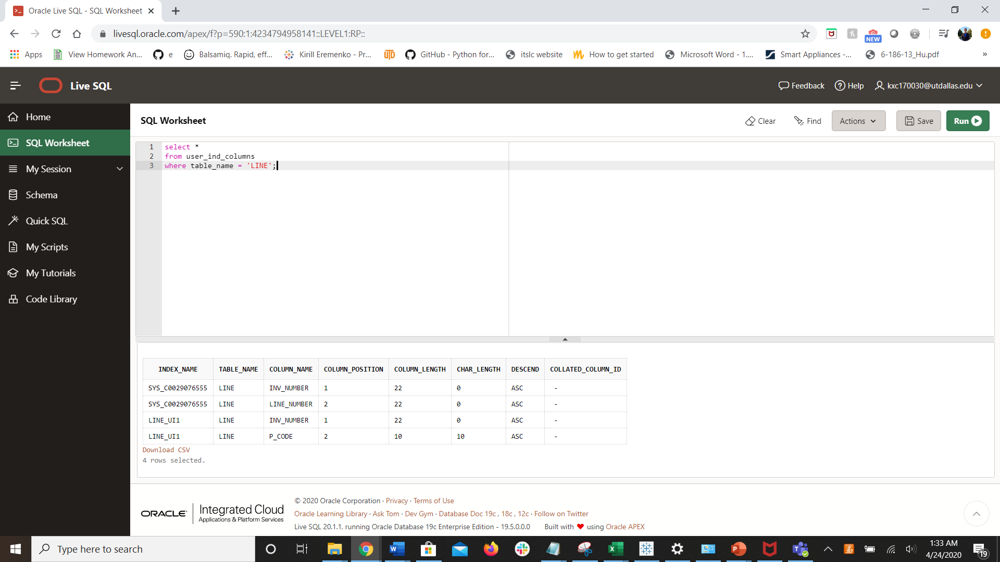 Oracle Live SQL - SQL Worksheet
livesql.oracle.com/apex/f?p=590:1:4234794958141::LEVEL1:RP::
NEW
Apps View Homework An... e Balsamiq. Rapid, eff... Kirill Eremenko - Pr... UTD GitHub - Python for... itslc website How to get started Microsoft Word - 1.... Smart Appliances -... 6-186-13_Hu.pdf »
Live SQL
Feedback ? Help kxc170030@utdallas.edu
Home
SQL Worksheet
My Session
Schema
Quick SQL
My Scripts
My Tutorials
Code Library
SQL Worksheet Clear Find Actions Save Run
1 select *
2 from user_ind_columns
3 where table_name = 'LINE';
INDEX_NAME TABLE_NAME COLUMN_NAME COLUMN_POSITION COLUMN_LENGTH CHAR_LENGTH DESCEND COLLATED_COLUMN_ID
SYS_C0029076555 LINE INV_NUMBER 1 22 0 ASC -
SYS_C0029076555 LINE LINE_NUMBER 2 22 0 ASC -
LINE_UI1 LINE INV_NUMBER 1 22 0 ASC -
LINE_UI1 LINE P_CODE 2 10 10 ASC -
Download CSV
4 rows selected.
ORACLE Integrated Cloud
Applications & Platform Services
© 2020 Oracle Corporation · Privacy · Terms of Use
Oracle Learning Library · Ask Tom · Dev Gym · Database Doc 19c , 18c , 12c · Follow on Twitter
Live SQL 20.1.1, running Oracle Database 19c Enterprise Edition - 19.5.0.0.0 Built with ♥ using Oracle APEX
Type here to search
1:33 AM
4/24/2020
19